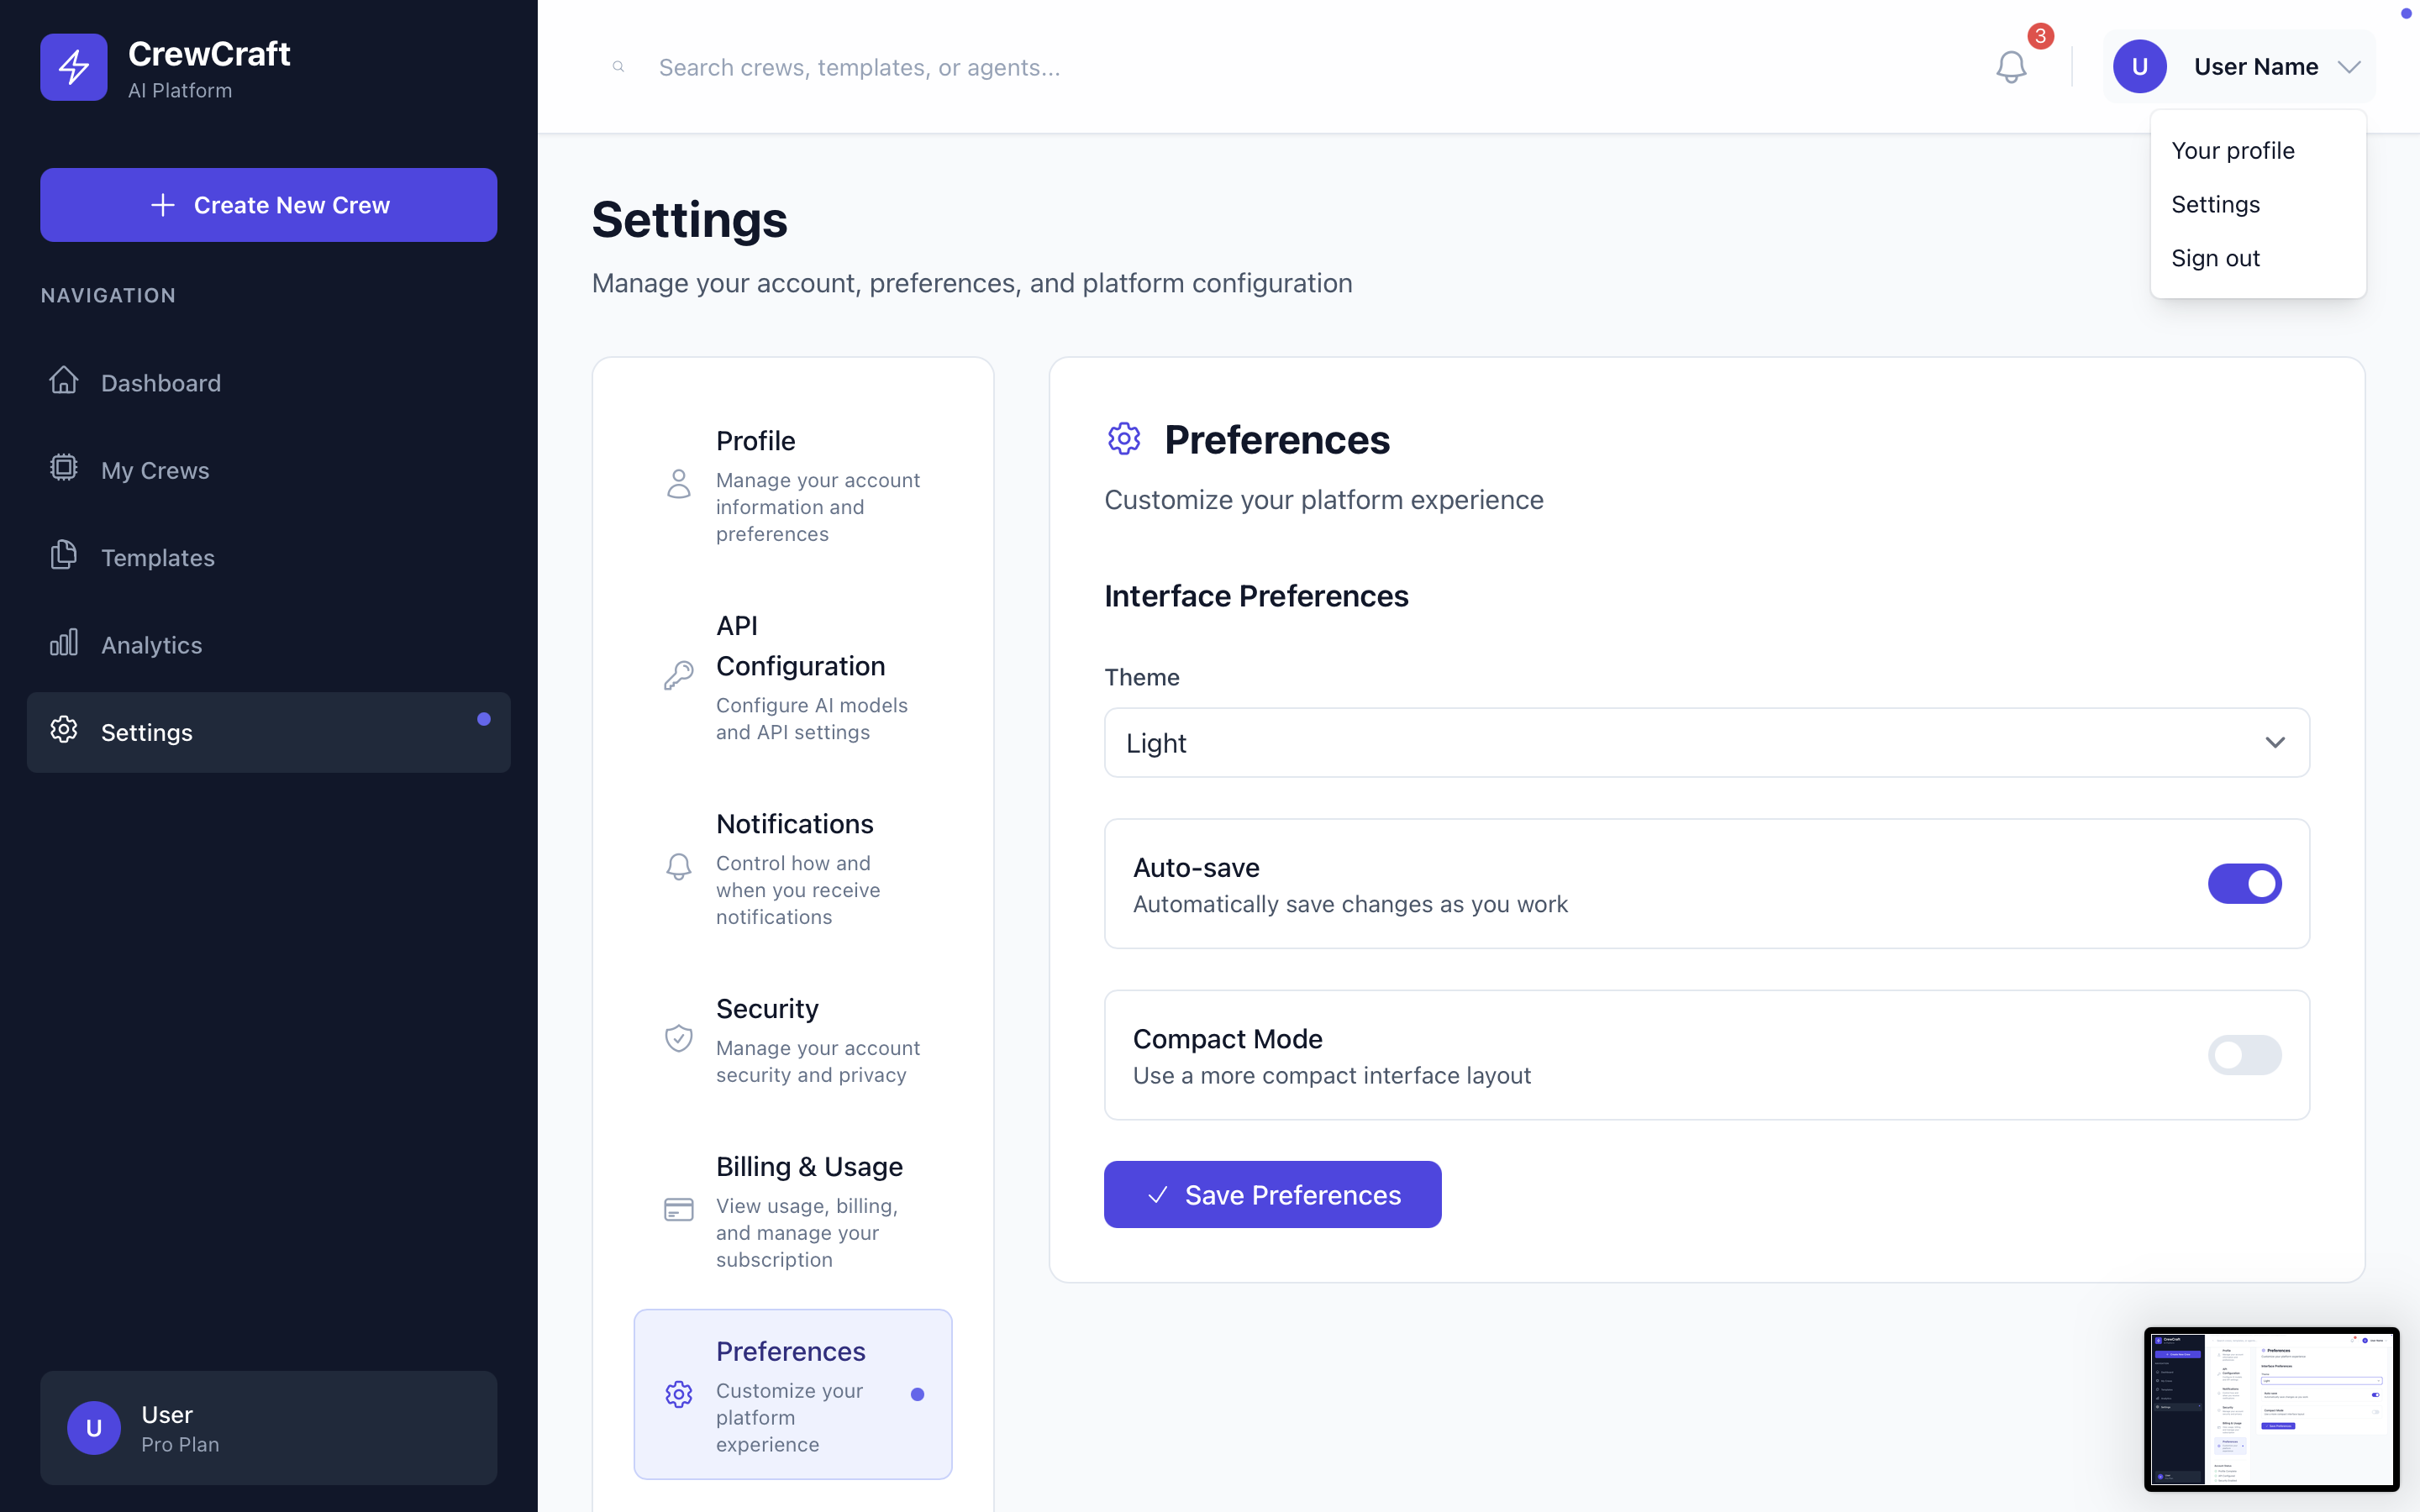 CrewCraft
AI Platform
Create New Crew
NAVIGATION
Dashboard
My Crews
Templates
Analytics
Settings
U
User
Pro Plan
Search crews, templates, or agents...
3
U
User Name
Your profile
Settings
Sign out
Settings
Manage your account, preferences, and platform configuration
Profile
Manage your account
information and
preferences
API
Configuration
Configure AI models
and API settings
Notifications
Control how and
when you receive
notifications
Security
Manage your account
security and privacy
Billing & Usage
View usage, billing,
and manage your
subscription
Preferences
Customize your
platform
experience
Preferences
Customize your platform experience
Interface Preferences
Theme
Light
Auto-save
Automatically save changes as you work
Compact Mode
Use a more compact interface layout
Save Preferences